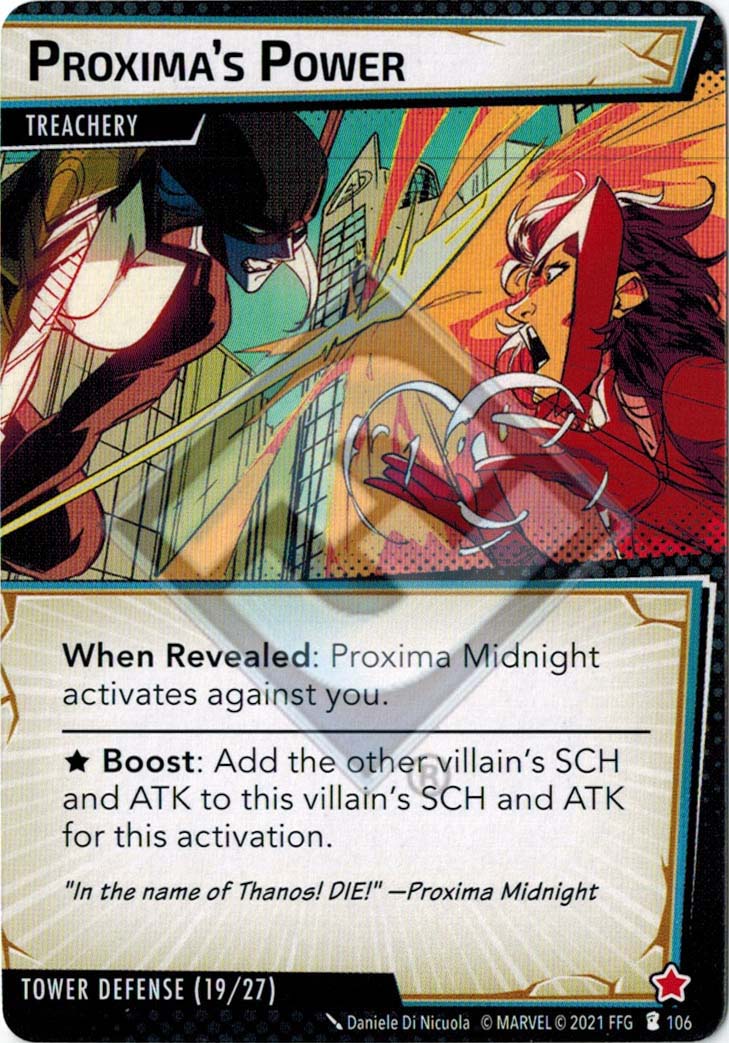 PROXIMA'S POWER
TREACHERY
When Revealed: Proxima Midnight
activates against you.
★ Boost: Add the other villain's SCH
and ATK to this villain's SCH and ATK
for this activation.
"In the name of Thanos! DIE!" —Proxima Midnight
TOWER DEFENSE (19/27)
Daniele Di Nicuola © MARVEL © 2021 FFG 106
®